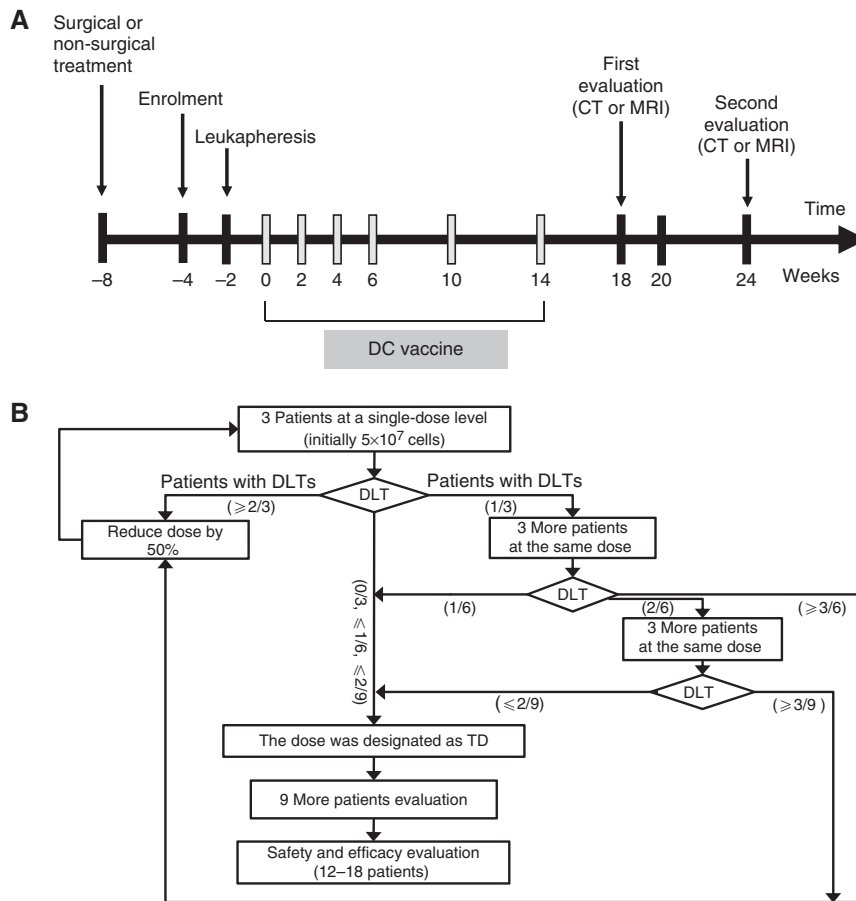 A
Surgical or
non-surgical
treatment
Enrolment
Leukapheresis
First
evaluation
(CT or MRI)
Second
evaluation
(CT or MRI)
Time
–8 –4 –2 0 2 4 6 10 14 18 20 24 Weeks
DC vaccine
B
3 Patients at a single-dose level
(initially 5×10⁷ cells)
Patients with DLTs
DLT
Patients with DLTs
(⩾2/3)
(1/3)
Reduce dose by
50%
3 More patients
at the same dose
(0/3, ⩽1/6, ⩽2/9)
(1/6)
DLT
(2/6)
(⩾3/6)
3 More patients
at the same dose
(⩽2/9)
DLT
(⩾3/9 )
The dose was designated as TD
9 More patients evaluation
Safety and efficacy evaluation
(12–18 patients)